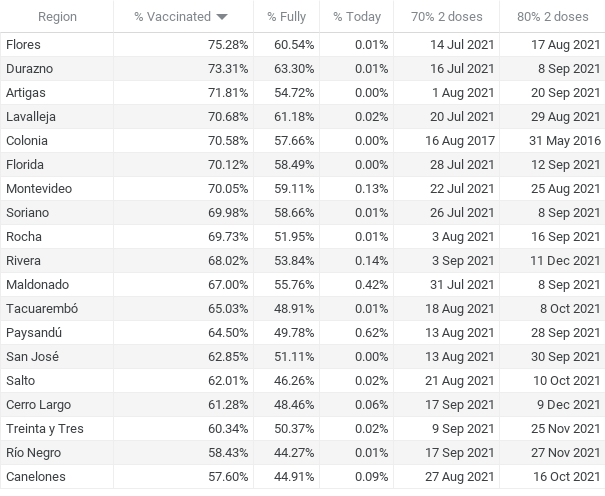 Region % Vaccinated % Fully % Today 70% 2 doses 80% 2 doses
Flores 75.28% 60.54% 0.01% 14 Jul 2021 17 Aug 2021
Durazno 73.31% 63.30% 0.01% 16 Jul 2021 8 Sep 2021
Artigas 71.81% 54.72% 0.00% 1 Aug 2021 20 Sep 2021
Lavalleja 70.68% 61.18% 0.02% 20 Jul 2021 29 Aug 2021
Colonia 70.58% 57.66% 0.00% 16 Aug 2017 31 May 2016
Florida 70.12% 58.49% 0.00% 28 Jul 2021 12 Sep 2021
Montevideo 70.05% 59.11% 0.13% 22 Jul 2021 25 Aug 2021
Soriano 69.98% 58.66% 0.01% 26 Jul 2021 8 Sep 2021
Rocha 69.73% 51.95% 0.01% 3 Aug 2021 16 Sep 2021
Rivera 68.02% 53.84% 0.14% 3 Sep 2021 11 Dec 2021
Maldonado 67.00% 55.76% 0.42% 31 Jul 2021 8 Sep 2021
Tacuarembó 65.03% 48.91% 0.01% 18 Aug 2021 8 Oct 2021
Paysandú 64.50% 49.78% 0.62% 13 Aug 2021 28 Sep 2021
San José 62.85% 51.11% 0.00% 13 Aug 2021 30 Sep 2021
Salto 62.01% 46.26% 0.02% 21 Aug 2021 10 Oct 2021
Cerro Largo 61.28% 48.46% 0.06% 17 Sep 2021 9 Dec 2021
Treinta y Tres 60.34% 50.37% 0.02% 9 Sep 2021 25 Nov 2021
Río Negro 58.43% 44.27% 0.01% 17 Sep 2021 27 Nov 2021
Canelones 57.60% 44.91% 0.09% 27 Aug 2021 16 Oct 2021